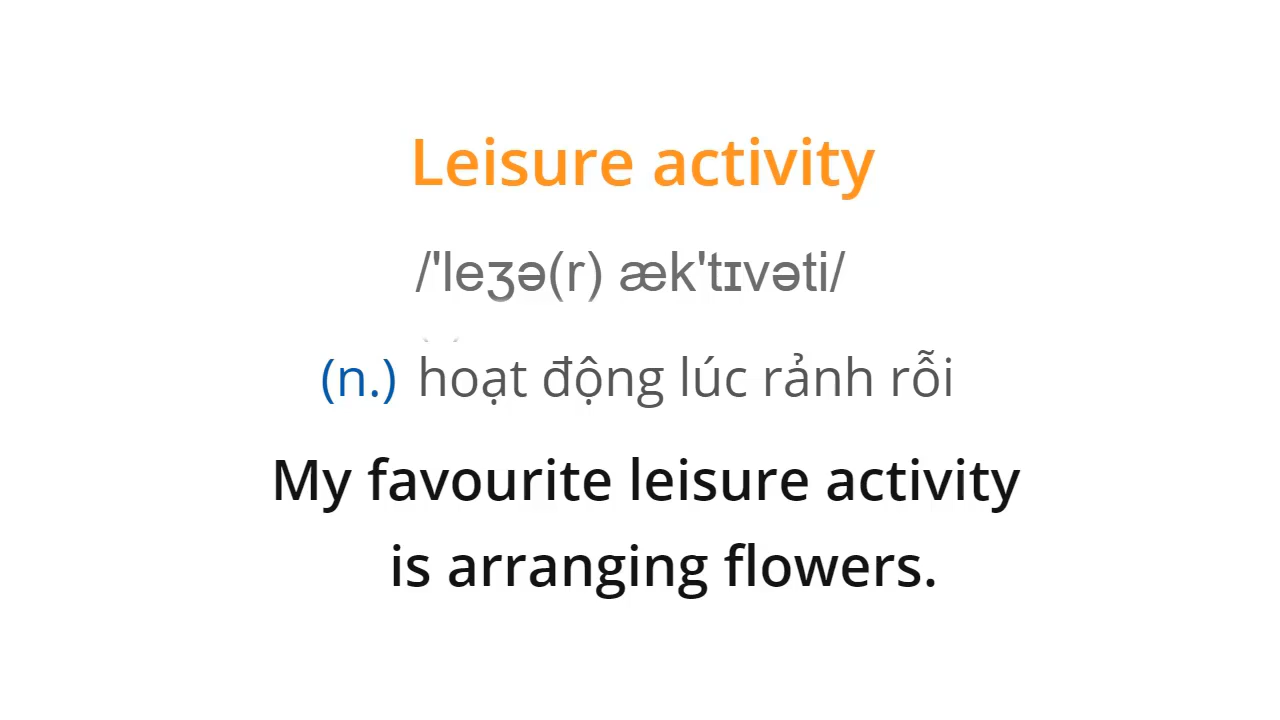 Leisure activity
/'leʒə(r) æk'tɪvəti/
(n.) hoạt động lúc rảnh rỗi
My favourite leisure activity
is arranging flowers.